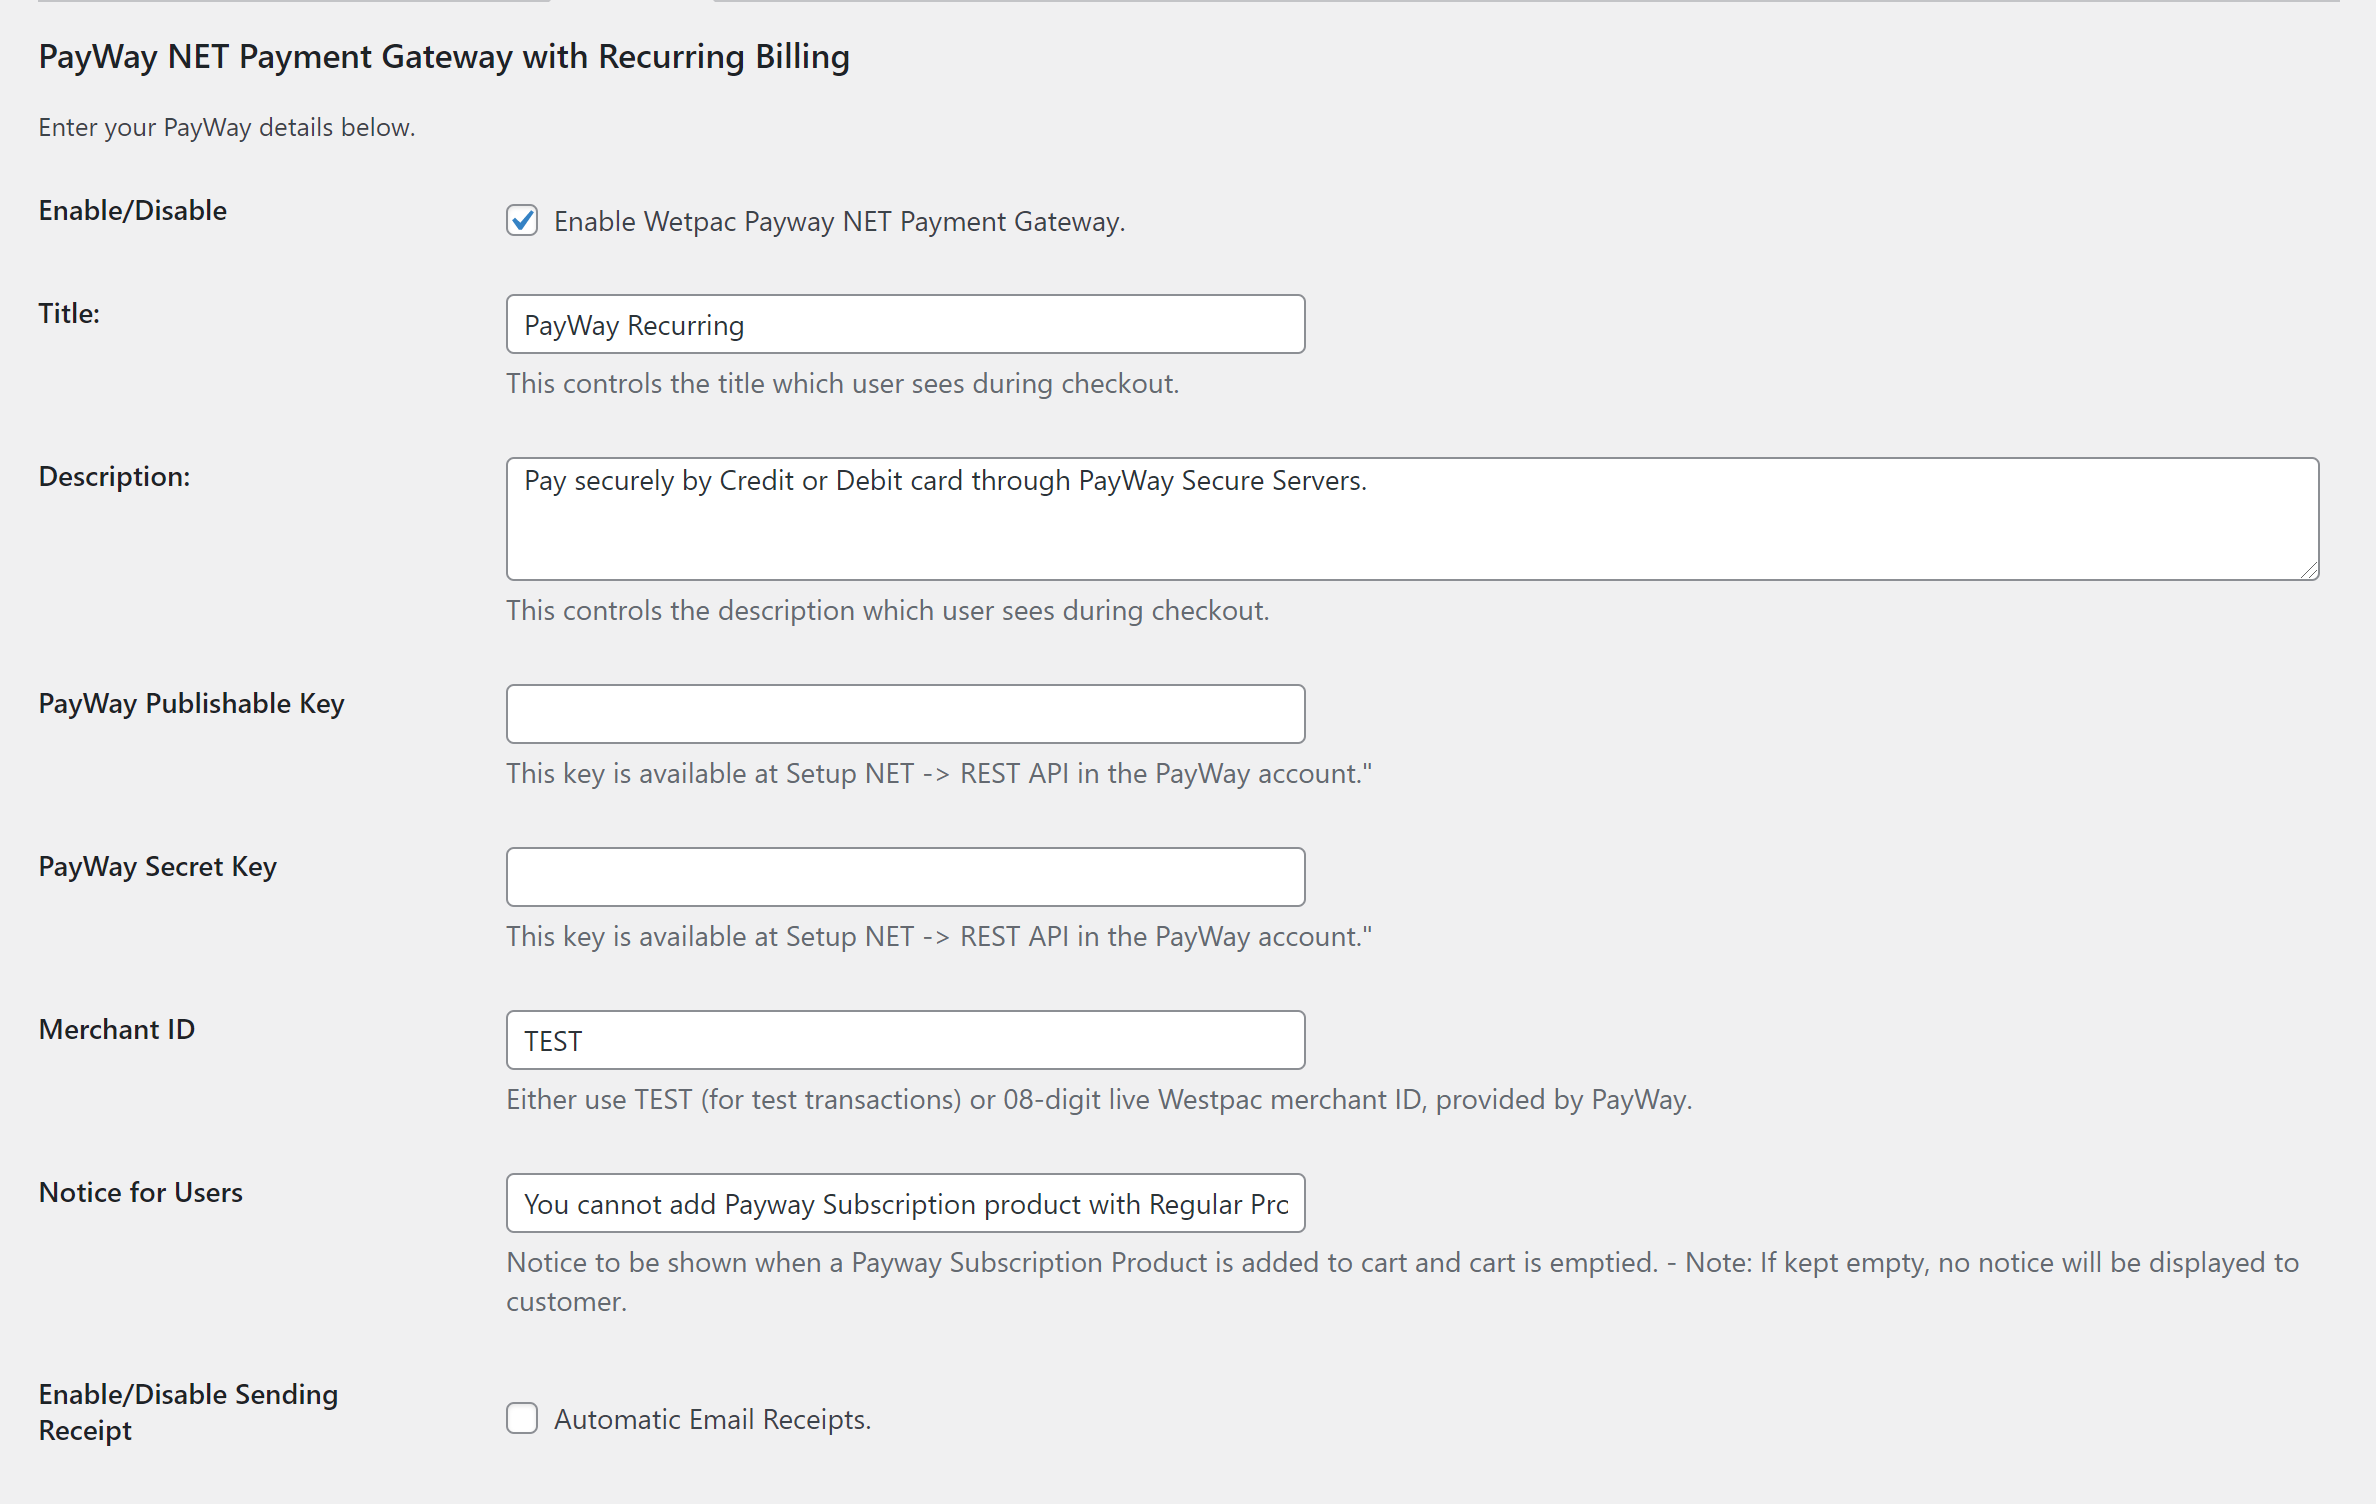 PayWay NET Payment Gateway with Recurring Billing
Enter your PayWay details below.
Enable/Disable
Enable Wetpac Payway NET Payment Gateway.
Title:
PayWay Recurring
This controls the title which user sees during checkout.
Description:
Pay securely by Credit or Debit card through PayWay Secure Servers.
This controls the description which user sees during checkout.
PayWay Publishable Key
This key is available at Setup NET -> REST API in the PayWay account."
PayWay Secret Key
This key is available at Setup NET -> REST API in the PayWay account."
Merchant ID
TEST
Either use TEST (for test transactions) or 08-digit live Westpac merchant ID, provided by PayWay.
Notice for Users
You cannot add Payway Subscription product with Regular Pro
Notice to be shown when a Payway Subscription Product is added to cart and cart is emptied. - Note: If kept empty, no notice will be displayed to
customer.
Enable/Disable Sending
Receipt
Automatic Email Receipts.